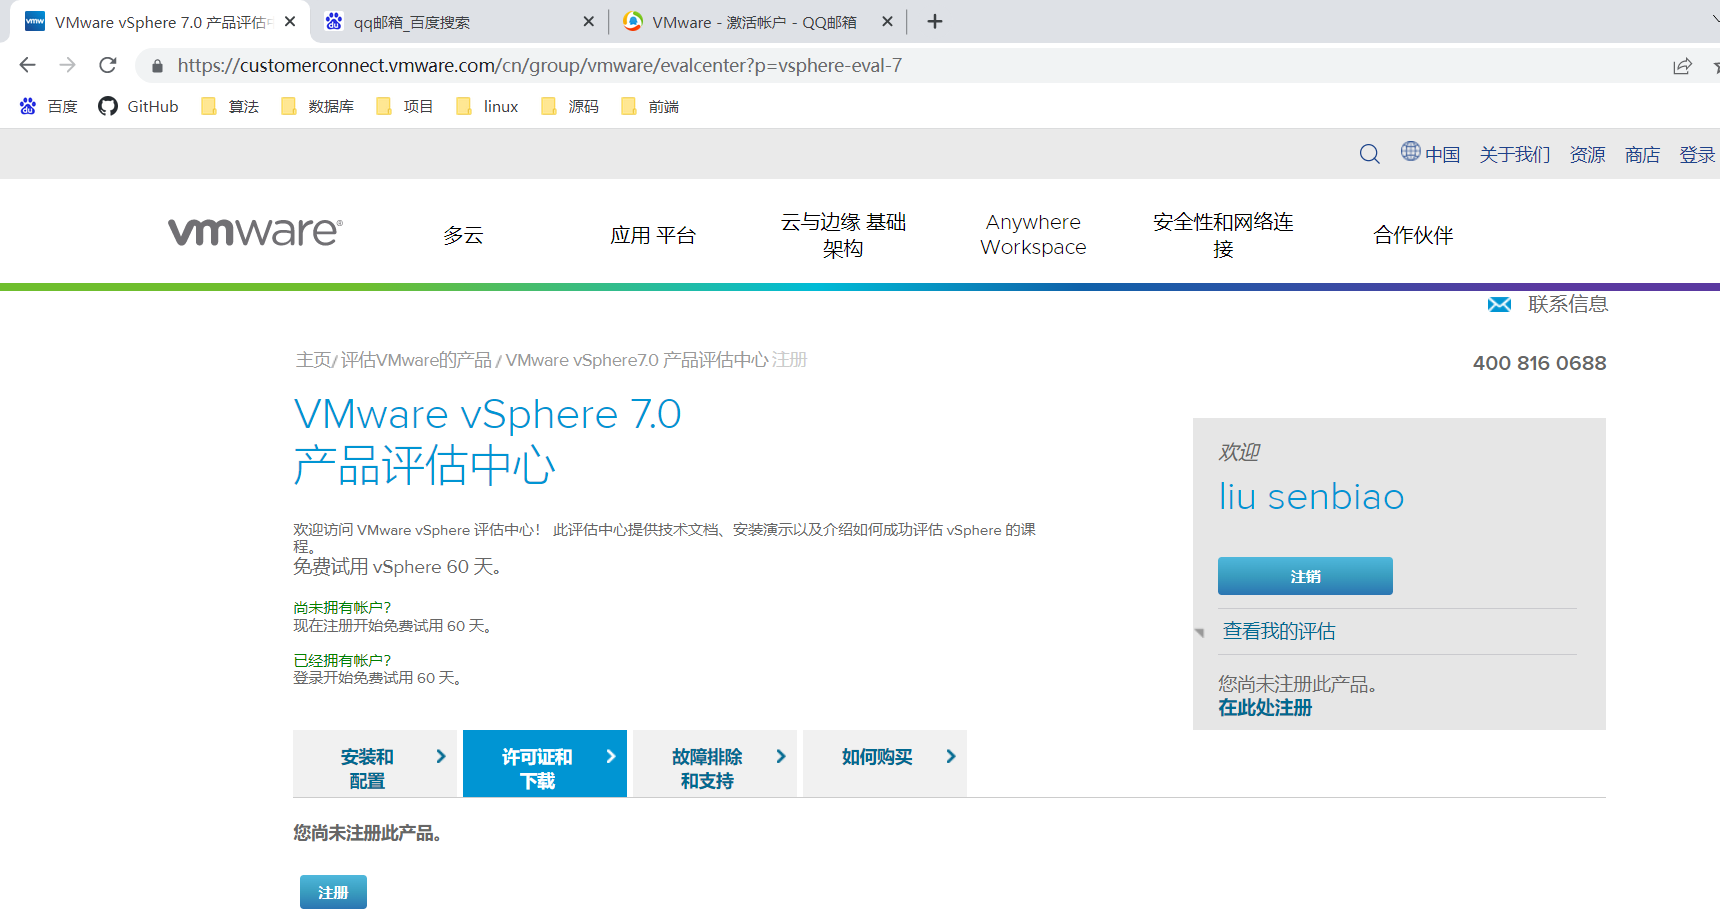 VMware vSphere 7.0 产品评估中
qq邮箱_百度搜索
VMware - 激活帐户 - QQ邮箱
https://customerconnect.vmware.com/cn/group/vmware/evalcenter?p=vsphere-eval-7
百度
GitHub
算法
数据库
项目
linux
源码
前端
中国
关于我们
资源
商店
登录
vmware®
多云
应用 平台
云与边缘 基础
架构
Anywhere
Workspace
安全性和网络连
接
合作伙伴
联系信息
主页/ 评估VMware的产品 / VMware vSphere7.0 产品评估中心 注册
400 816 0688
VMware vSphere 7.0
产品评估中心
欢迎访问 VMware vSphere 评估中心！ 此评估中心提供技术文档、安装演示以及介绍如何成功评估 vSphere 的课
程。
免费试用 vSphere 60 天。
尚未拥有帐户?
现在注册开始免费试用 60 天。
已经拥有帐户?
登录开始免费试用 60 天。
欢迎
liu senbiao
注销
查看我的评估
您尚未注册此产品。
在此处注册
安装和
配置
许可证和
下载
故障排除
和支持
如何购买
您尚未注册此产品。
注册